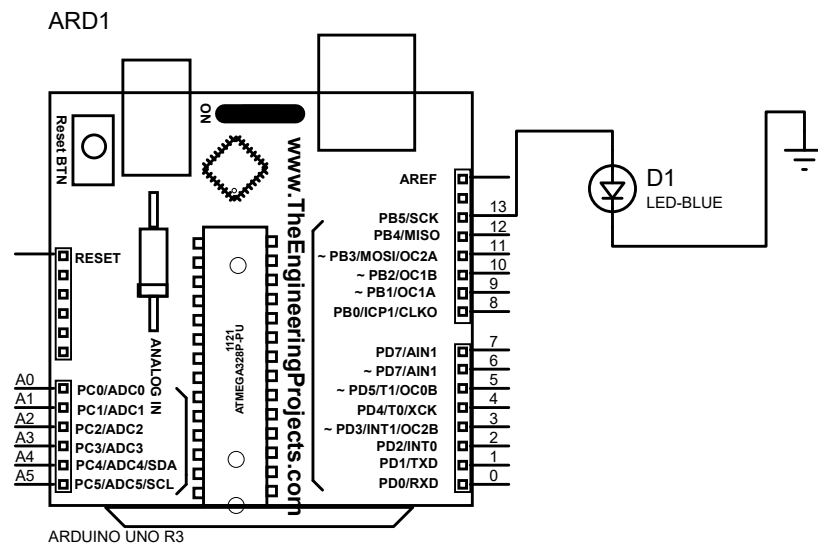 ARD1
Reset BTN
ON
www.TheEngineeringProjects.com
RESET
ANALOG IN
1121
ATMEGA328P-PU
A0 PC0/ADC0
A1 PC1/ADC1
A2 PC2/ADC2
A3 PC3/ADC3
A4 PC4/ADC4/SDA
A5 PC5/ADC5/SCL
AREF
PB5/SCK 13
PB4/MISO 12
~ PB3/MOSI/OC2A 11
~ PB2/OC1B 10
~ PB1/OC1A 9
PB0/ICP1/CLKO 8
PD7/AIN1 7
~ PD7/AIN1 6
~ PD5/T1/OC0B 5
PD4/T0/XCK 4
~ PD3/INT1/OC2B 3
PD2/INT0 2
PD1/TXD 1
PD0/RXD 0
ARDUINO UNO R3
D1
LED-BLUE